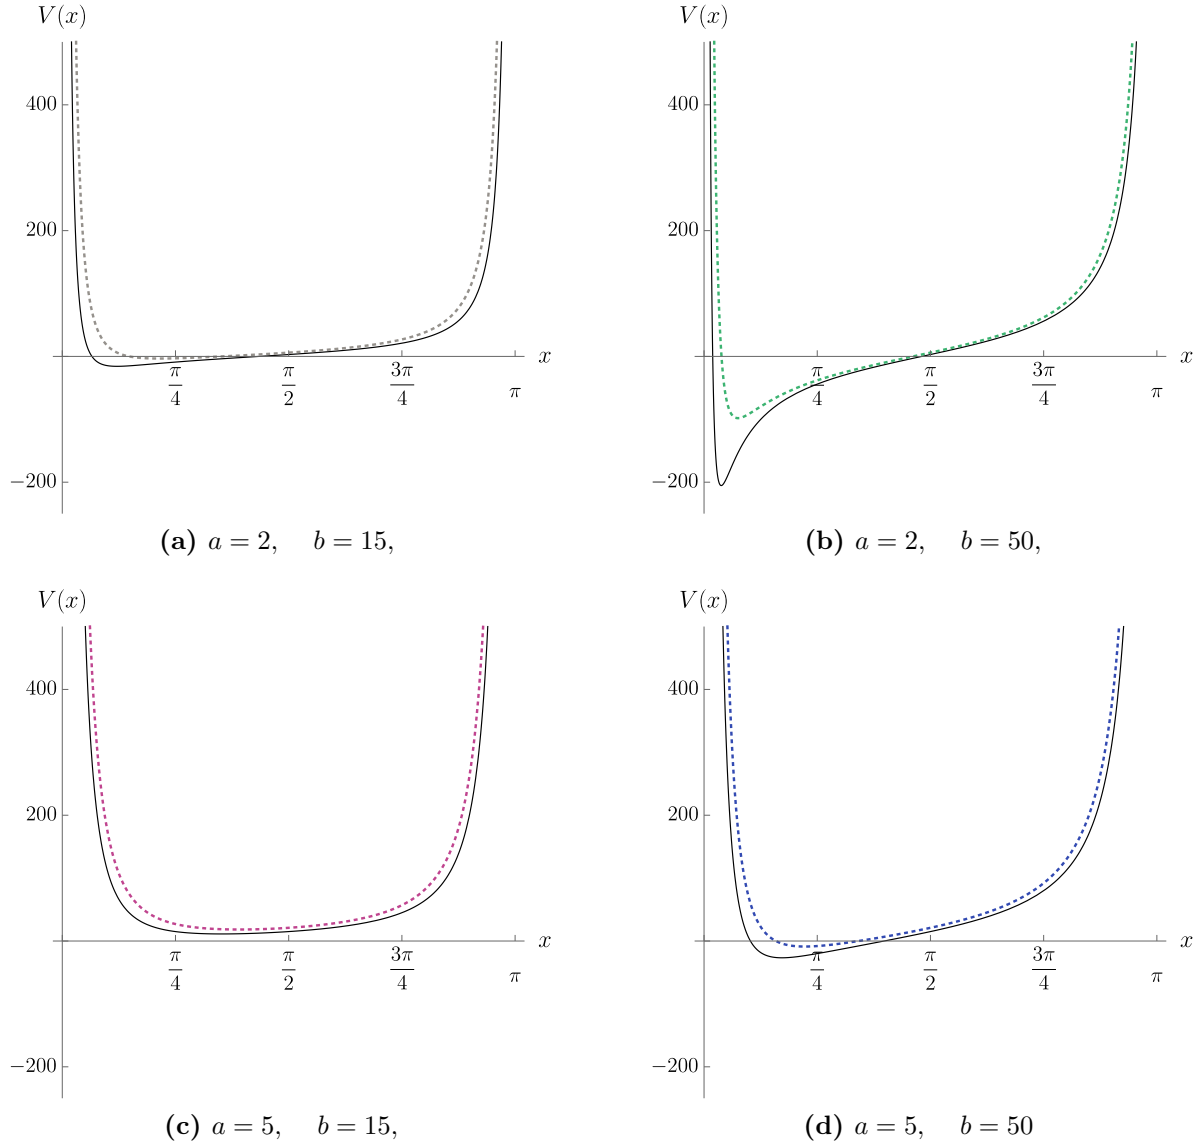 V(x) V(x)
400 400
200 200
x x
π/4 π/2 3π/4 π π/4 π/2 3π/4 π
−200 −200
(a) a = 2, b = 15, (b) a = 2, b = 50,
V(x) V(x)
400 400
200 200
x x
π/4 π/2 3π/4 π π/4 π/2 3π/4 π
−200 −200
(c) a = 5, b = 15, (d) a = 5, b = 50